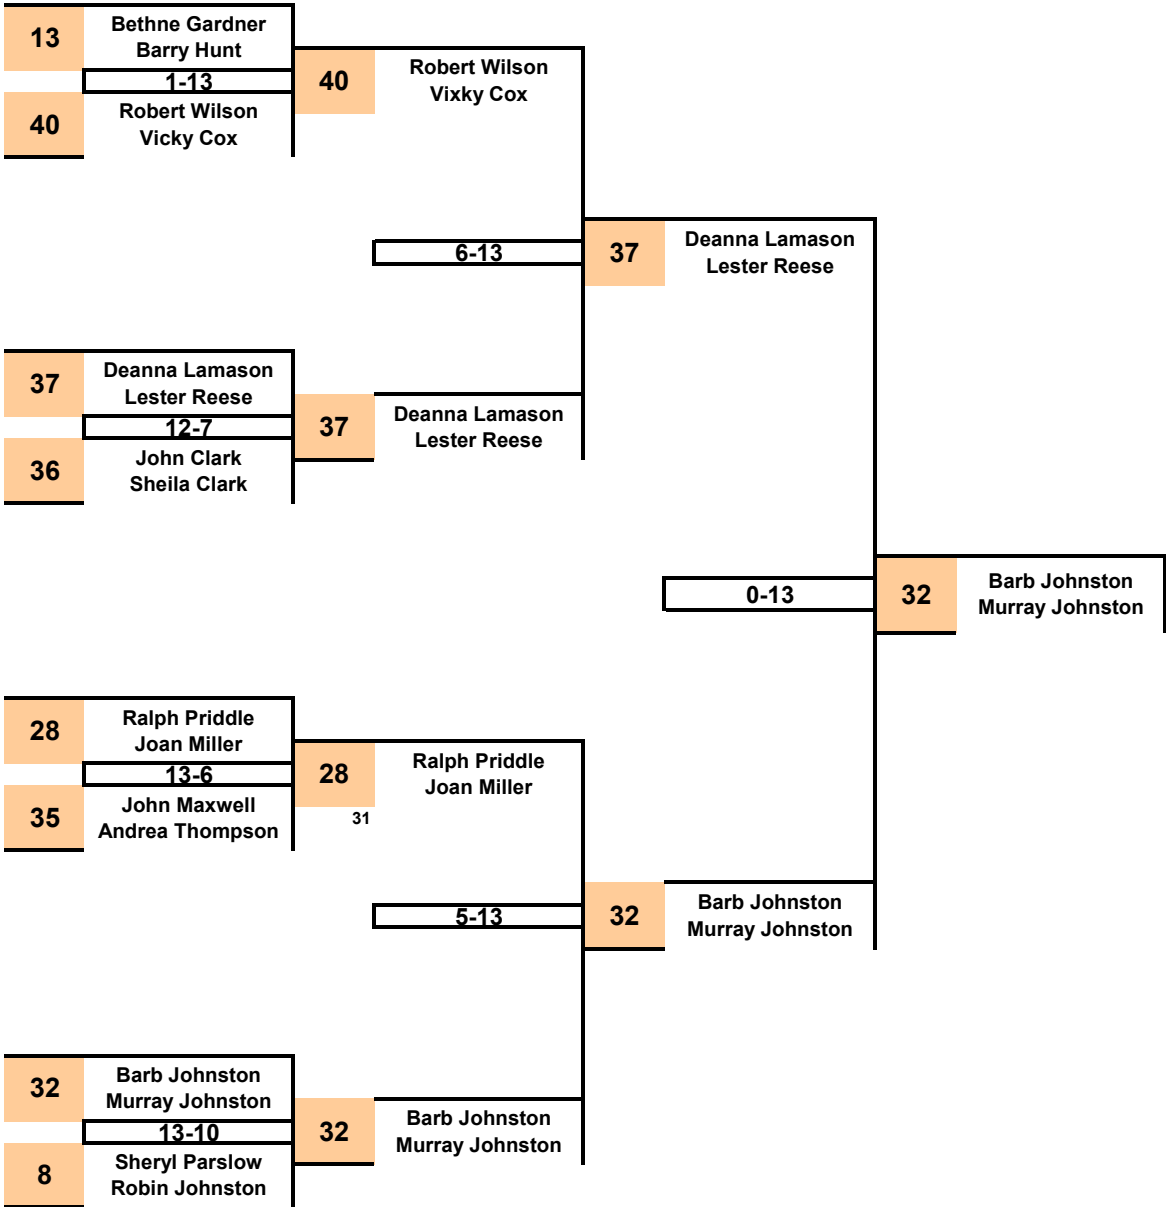 13
Bethne Gardner
Barry Hunt
1-13
40
Robert Wilson
Vicky Cox
40
Robert Wilson
Vixky Cox
6-13
37
Deanna Lamason
Lester Reese
37
Deanna Lamason
Lester Reese
12-7
36
John Clark
Sheila Clark
37
Deanna Lamason
Lester Reese
0-13
32
Barb Johnston
Murray Johnston
28
Ralph Priddle
Joan Miller
13-6
35
John Maxwell
Andrea Thompson
28
31
Ralph Priddle
Joan Miller
5-13
32
Barb Johnston
Murray Johnston
32
Barb Johnston
Murray Johnston
13-10
8
Sheryl Parslow
Robin Johnston
32
Barb Johnston
Murray Johnston